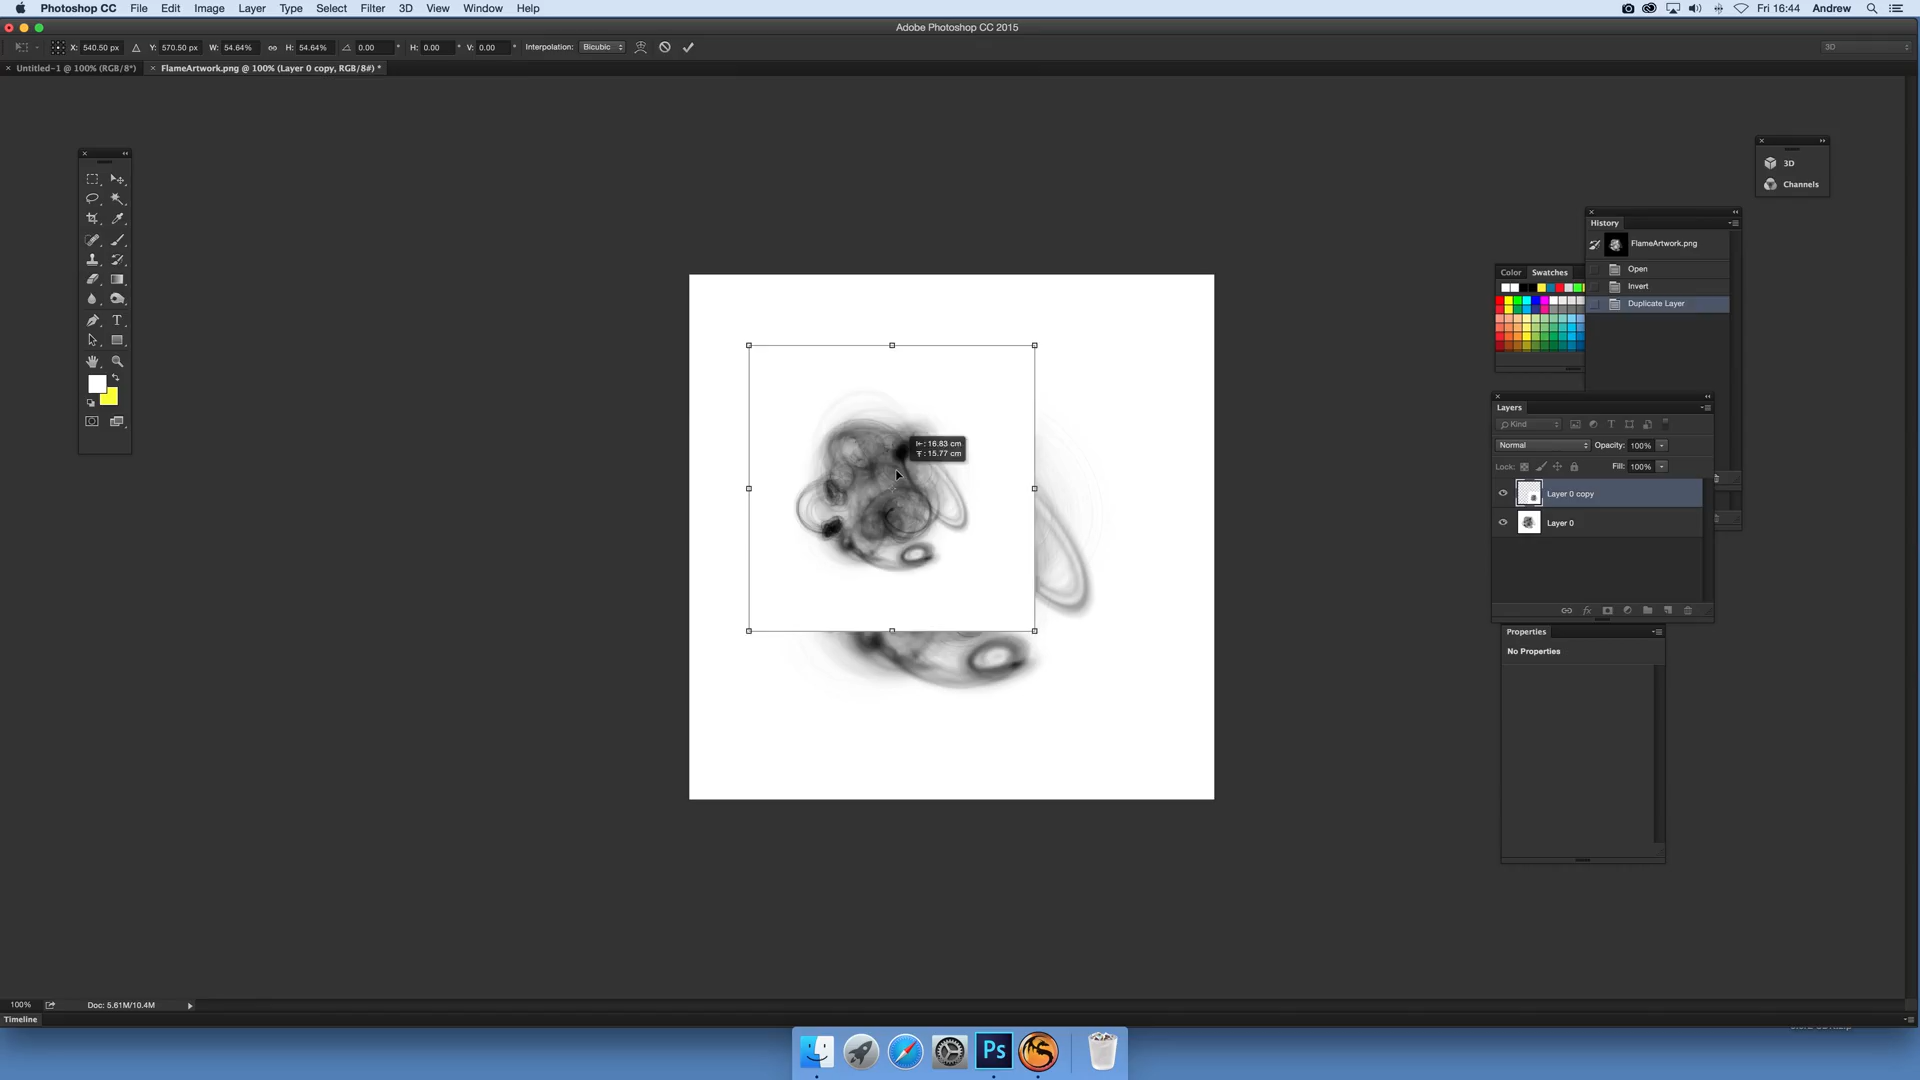 Photoshop CC File Edit Image Layer Type Select Filter 3D View Window Help Fri 16:44 Andrew
Adobe Photoshop CC 2015
X: 540.50 px Y: 570.50 px W: 54.64% H: 54.64% 0.00 ° H: 0.00 ° V: 0.00 ° Interpolation: Bicubic 3D
Untitled-1 @ 100% (RGB/8*) FlameArtwork.png @ 100% (Layer 0 copy, RGB/8#) *
3D
Channels
History
FlameArtwork.png
Open
Invert
Duplicate Layer
Color Swatches
Layers
Kind
Normal Opacity: 100%
Lock: Fill: 100%
Layer 0 copy
Layer 0
Properties
No Properties
16.83 cm
15.77 cm
100% Doc: 5.61M/10.4M
Timeline
Ps